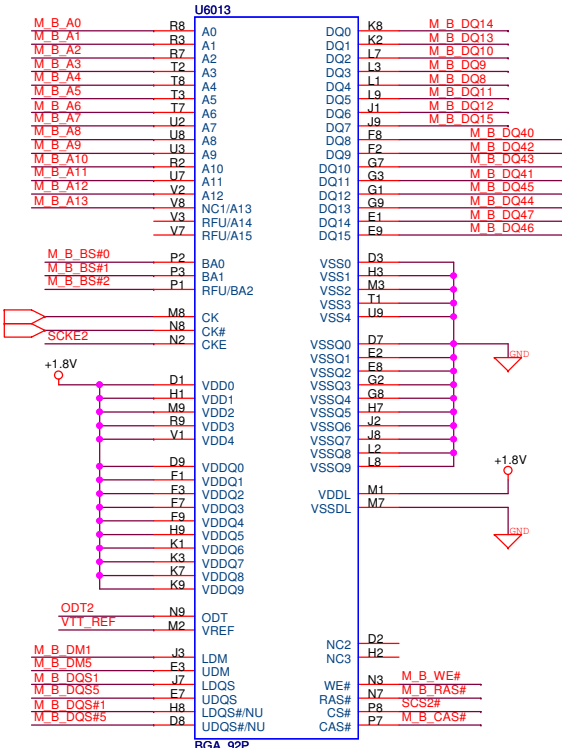 U6013
M_B_A0 R8 A0 DQ0 K8 M_B_DQ14
M_B_A1 R3 A1 DQ1 K2 M_B_DQ13
M_B_A2 R7 A2 DQ2 L7 M_B_DQ10
M_B_A3 T2 A3 DQ3 L3 M_B_DQ9
M_B_A4 T8 A4 DQ4 L1 M_B_DQ8
M_B_A5 T3 A5 DQ5 L9 M_B_DQ11
M_B_A6 T7 A6 DQ6 J1 M_B_DQ12
M_B_A7 U2 A7 DQ7 J9 M_B_DQ15
M_B_A8 U8 A8 DQ8 F8 M_B_DQ40
M_B_A9 U3 A9 DQ9 F2 M_B_DQ42
M_B_A10 R2 A10 DQ10 G7 M_B_DQ43
M_B_A11 U7 A11 DQ11 G3 M_B_DQ41
M_B_A12 V2 A12 DQ12 G1 M_B_DQ45
M_B_A13 V8 NC1/A13 DQ13 G9 M_B_DQ44
V3 RFU/A14 DQ14 E1 M_B_DQ47
V7 RFU/A15 DQ15 E9 M_B_DQ46
M_B_BS#0 P2 BA0 VSS0 D3
M_B_BS#1 P3 BA1 VSS1 H3
M_B_BS#2 P1 RFU/BA2 VSS2 M3
VSS3 T1
M8 CK VSS4 U9
N8 CK#
SCKE2 N2 CKE VSSQ0 D7 GND
VSSQ1 E2
+1.8V VSSQ2 E8
D1 VDD0 VSSQ3 G2
H1 VDD1 VSSQ4 G8
M9 VDD2 VSSQ5 H7
R9 VDD3 VSSQ6 J2
V1 VDD4 VSSQ7 J8
VSSQ8 L2
D9 VDDQ0 VSSQ9 L8 +1.8V
F1 VDDQ1
F3 VDDQ2 VDDL M1
F7 VDDQ3 VSSDL M7
F9 VDDQ4
H9 VDDQ5 GND
K1 VDDQ6
K3 VDDQ7
K7 VDDQ8
K9 VDDQ9
ODT2 N9 ODT
VTT_REF M2 VREF
NC2 D2
M_B_DM1 J3 LDM NC3 H2
M_B_DM5 E3 UDM
M_B_DQS1 J7 LDQS WE# N3 M_B_WE#
M_B_DQS5 E7 UDQS RAS# N7 M_B_RAS#
M_B_DQS#1 H8 LDQS#/NU CS# P8 SCS2#
M_B_DQS#5 D8 UDQS#/NU CAS# P7 M_B_CAS#
BGA_92P